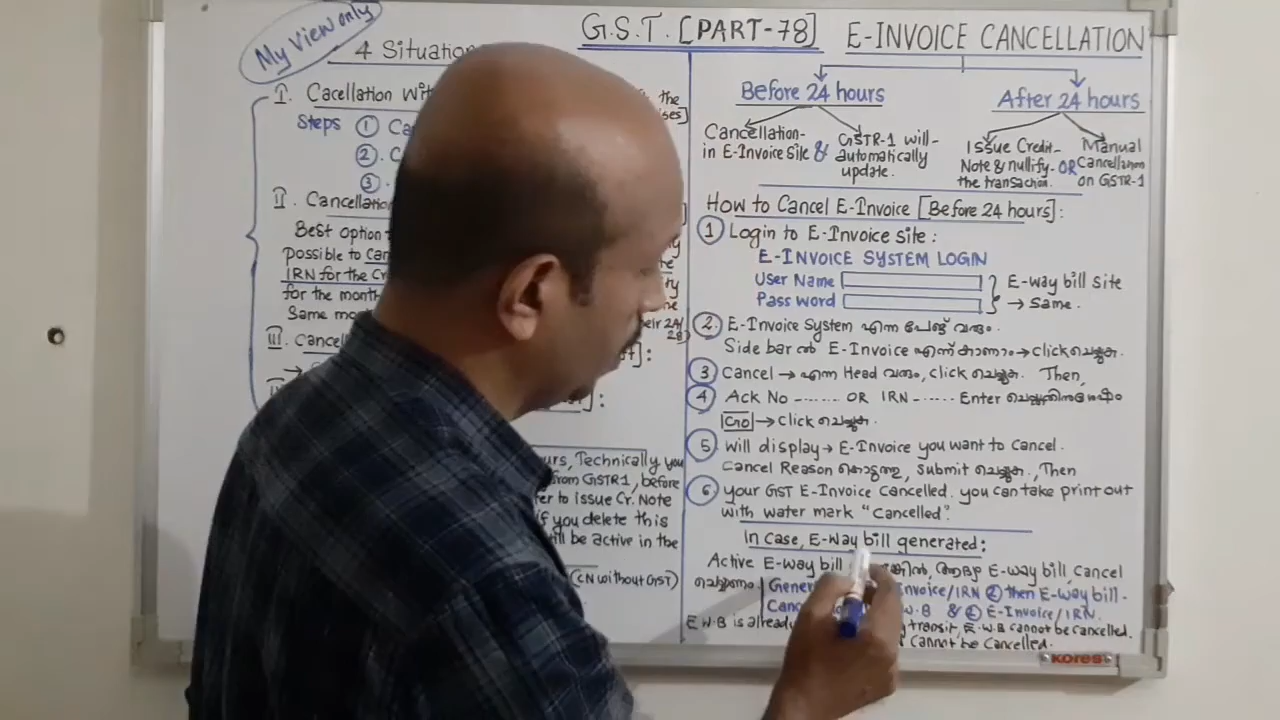 My View only
4 Situation
I. Cacellation With
the
ses]
Steps ① Ca
②. C
③.
II. Cancella
Best option
possible to Can
IRN for the Cr
for the month
Same mo
III. Cancel
G.S.T. [PART-78]
E-INVOICE CANCELLATION
Before 24 hours
After 24 hours
Cancellation-
in E-Invoice Site
&
GSTR-1 will-
automatically
update.
Issue Credit-
Note & nullify-
the transaction.
OR
Manual
Cancellation
on GSTR-1
How to Cancel E-Invoice [Before 24 hours]:
① Login to E-Invoice site:
E-INVOICE SYSTEM LOGIN
User Name
Pass word
E-way bill site
→ Same.
②. E-Invoice System എന്ന പേജ് വരും.
Side bar ൽ E-Invoice എന്ന് കാണാം → click ചെയ്യുക.
③ Cancel → എന്ന Head വരും, click ചെയ്യുക. Then,
④ Ack No ....... OR IRN ...... Enter ചെയ്തതിനുശേഷം
Go → Click ചെയ്യുക.
⑤ will display → E-Invoice you want to Cancel.
Cancel Reason കൊടുത്തു, Submit ചെയ്യുക, Then
⑥ your GST E-Invoice Cancelled. you can take print out
with water mark "Cancelled".
In case, E-Way bill generated:
Active E-way bill ആദ്യം E-way bill, Cancel
ചെയ്യണം. Gener Invoice/IRN ② then E-way bill-
Canc W.B & ② E-Invoice/IRN.
E.W.B is already transit, E.W.B cannot be cancelled.
cannot be Cancelled.
urs, Technically you
from GSTR1, before
er to issue Cr. Note
if you delete this
ill be active in the
(CN without GST)
kores